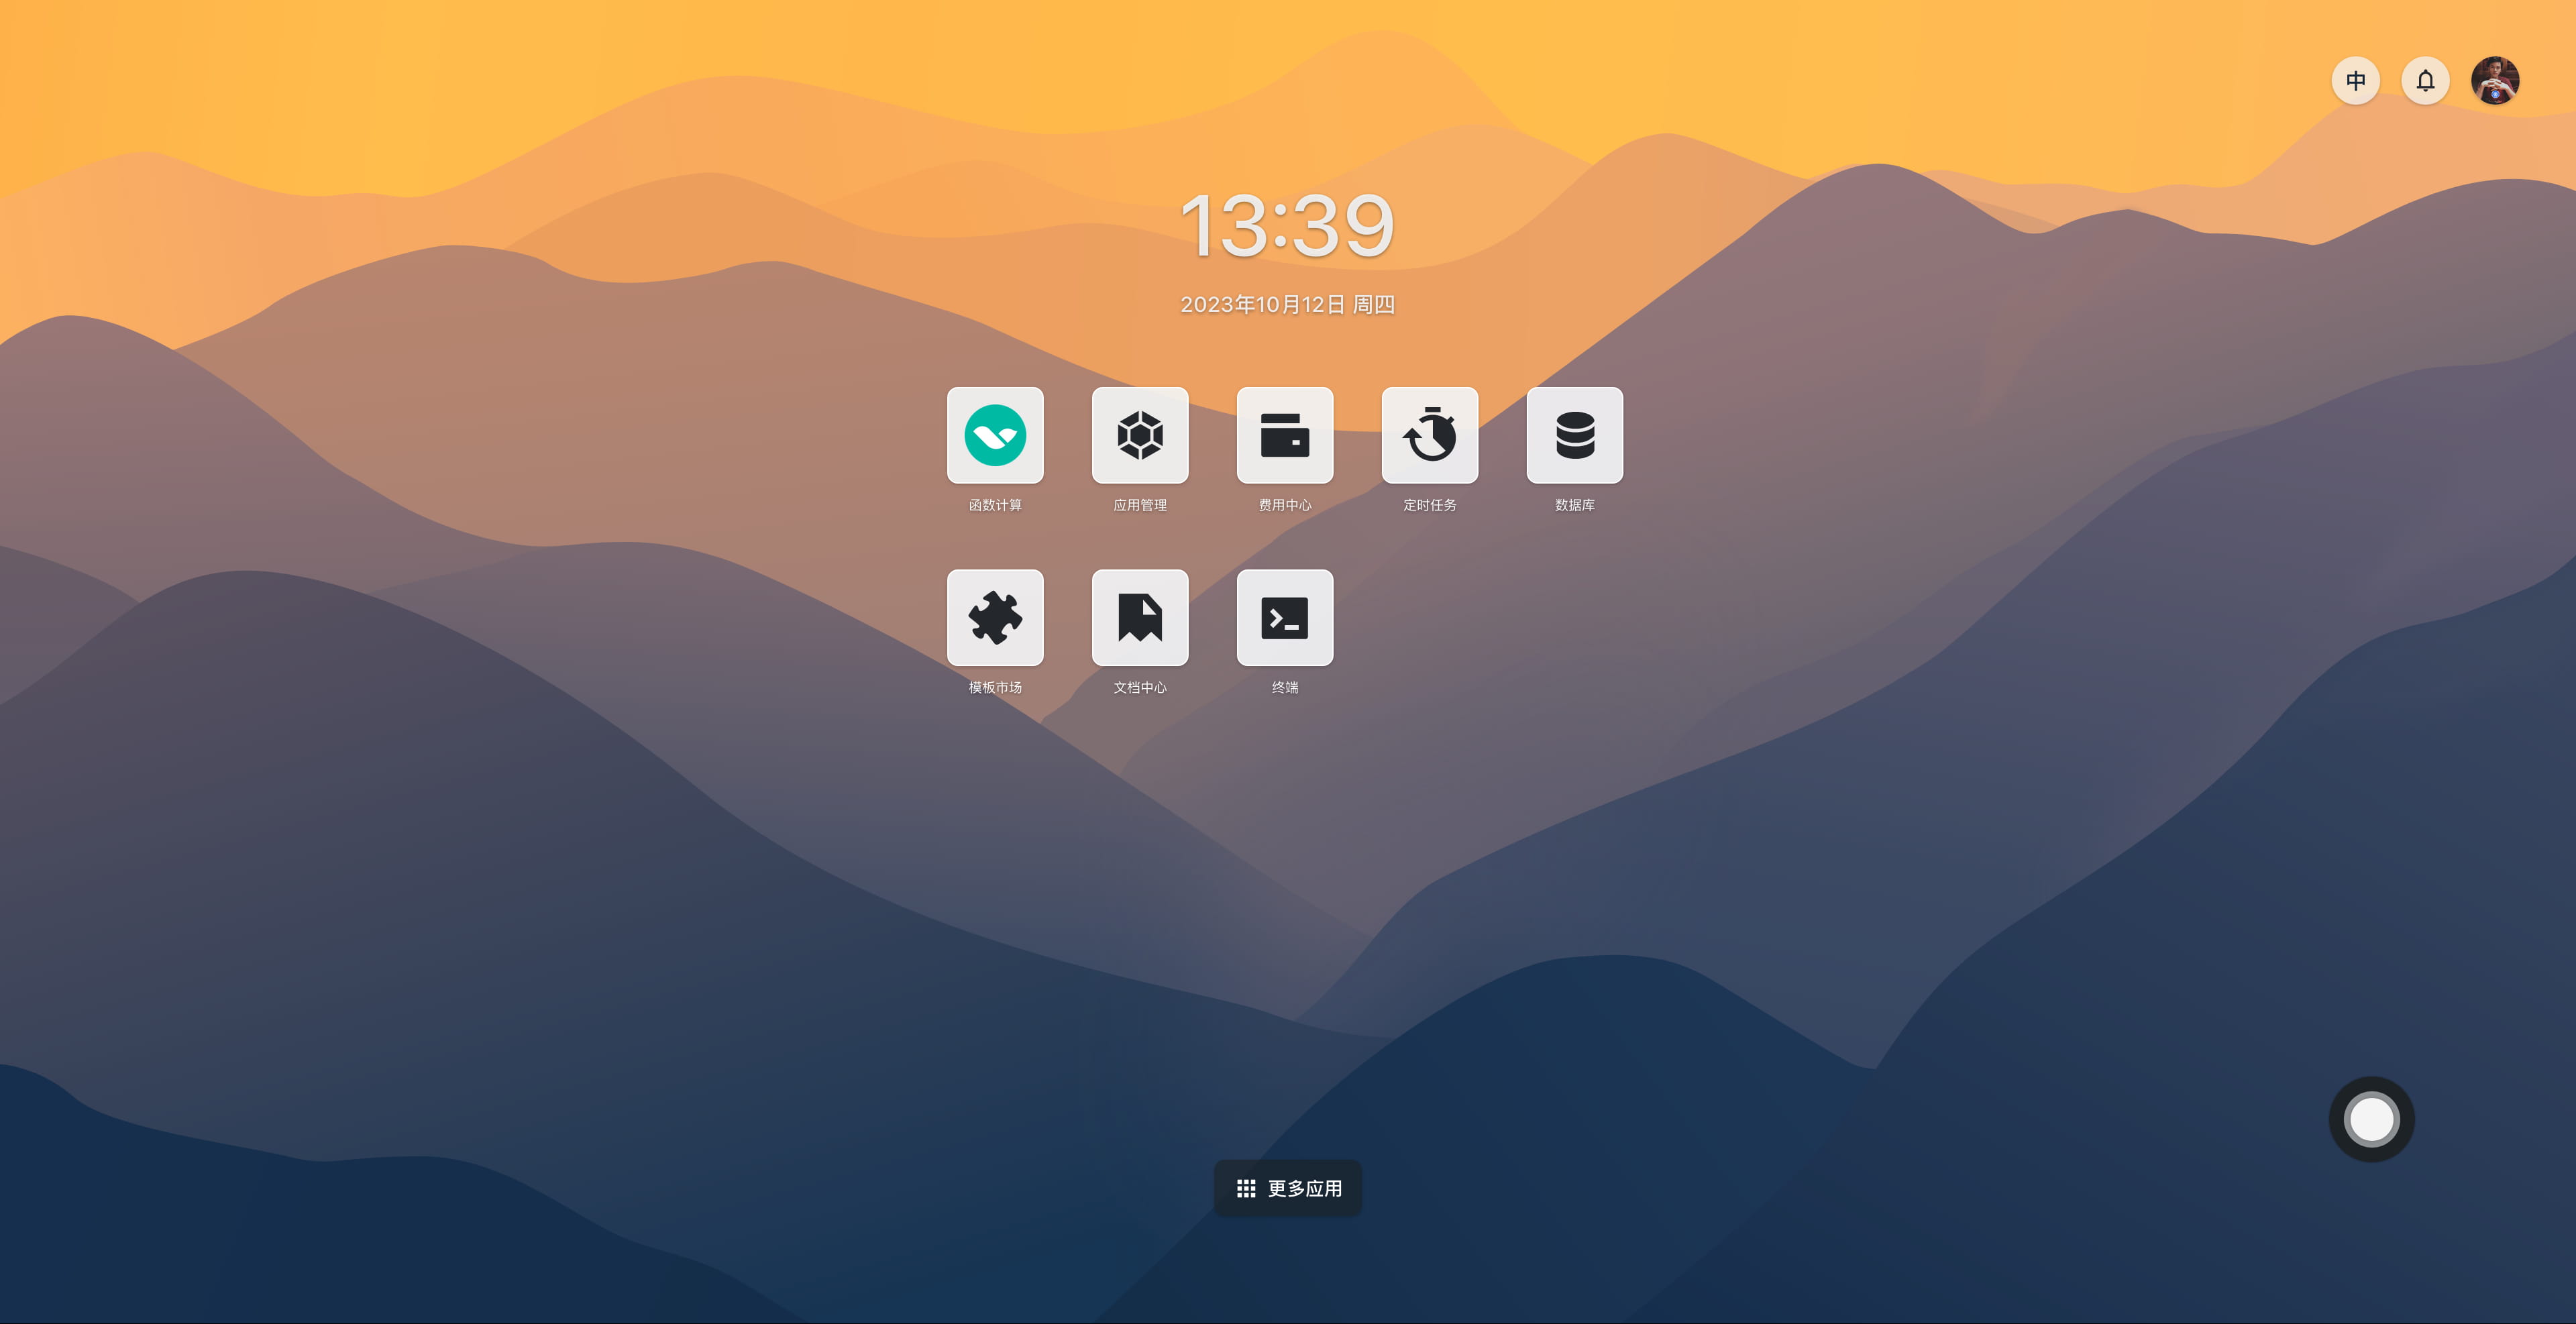 中
13:39
2023年10月12日 周四
函数计算
应用管理
费用中心
定时任务
数据库
模板市场
文档中心
终端
更多应用